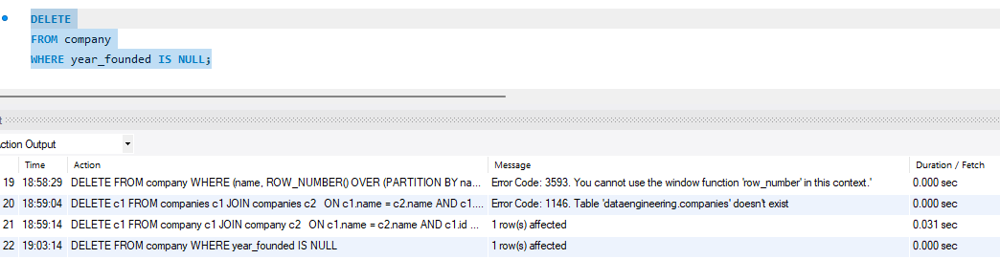 DELETE
FROM company
WHERE year_founded IS NULL;
t
Action Output
Time Action Message Duration / Fetch
19 18:58:29 DELETE FROM company WHERE (name, ROW_NUMBER() OVER (PARTITION BY na... Error Code: 3593. You cannot use the window function 'row_number' in this context.' 0.000 sec
20 18:59:04 DELETE c1 FROM companies c1 JOIN companies c2 ON c1.name = c2.name AND c1.... Error Code: 1146. Table 'dataengineering.companies' doesn't exist 0.000 sec
21 18:59:14 DELETE c1 FROM company c1 JOIN company c2 ON c1.name = c2.name AND c1.id ... 1 row(s) affected 0.031 sec
22 19:03:14 DELETE FROM company WHERE year_founded IS NULL 1 row(s) affected 0.000 sec